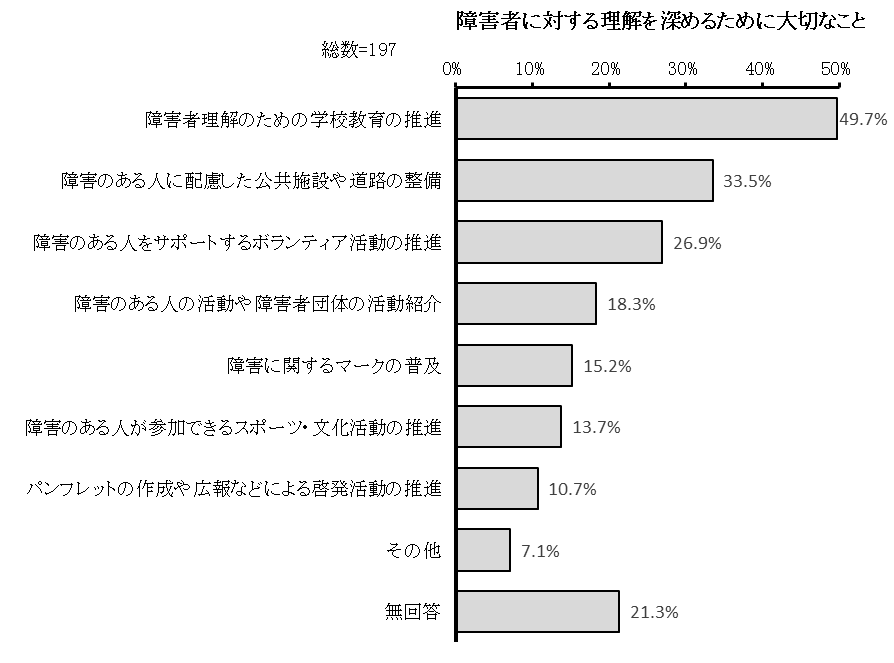 障害者に対する理解を深めるために大切なこと
総数=197
0% 10% 20% 30% 40% 50%
障害者理解のための学校教育の推進 49.7%
障害のある人に配慮した公共施設や道路の整備 33.5%
障害のある人をサポートするボランティア活動の推進 26.9%
障害のある人の活動や障害者団体の活動紹介 18.3%
障害に関するマークの普及 15.2%
障害のある人が参加できるスポーツ・文化活動の推進 13.7%
パンフレットの作成や広報などによる啓発活動の推進 10.7%
その他 7.1%
無回答 21.3%